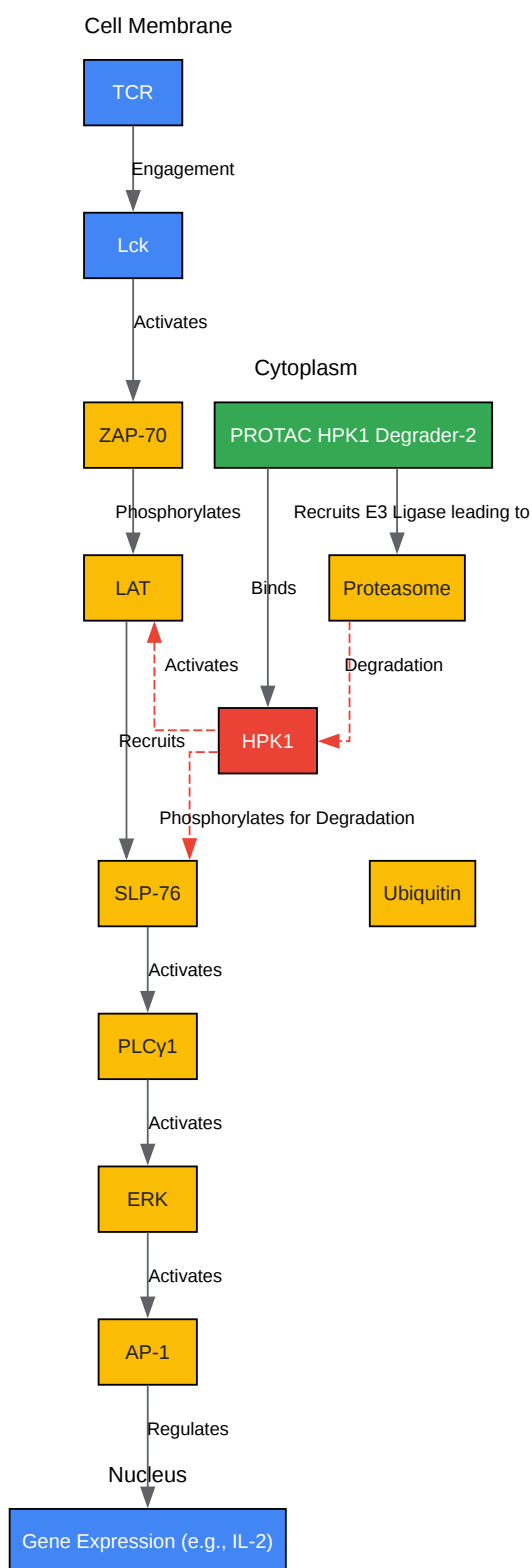 Cell Membrane
TCR
Engagement
Lck
Activates
Cytoplasm
ZAP-70
PROTAC HPK1 Degrader-2
Phosphorylates
Recruits E3 Ligase leading to
LAT
Binds
Proteasome
Activates
Degradation
Recruits
HPK1
Phosphorylates for Degradation
SLP-76
Ubiquitin
Activates
PLCγ1
Activates
ERK
Activates
AP-1
Regulates
Nucleus
Gene Expression (e.g., IL-2)